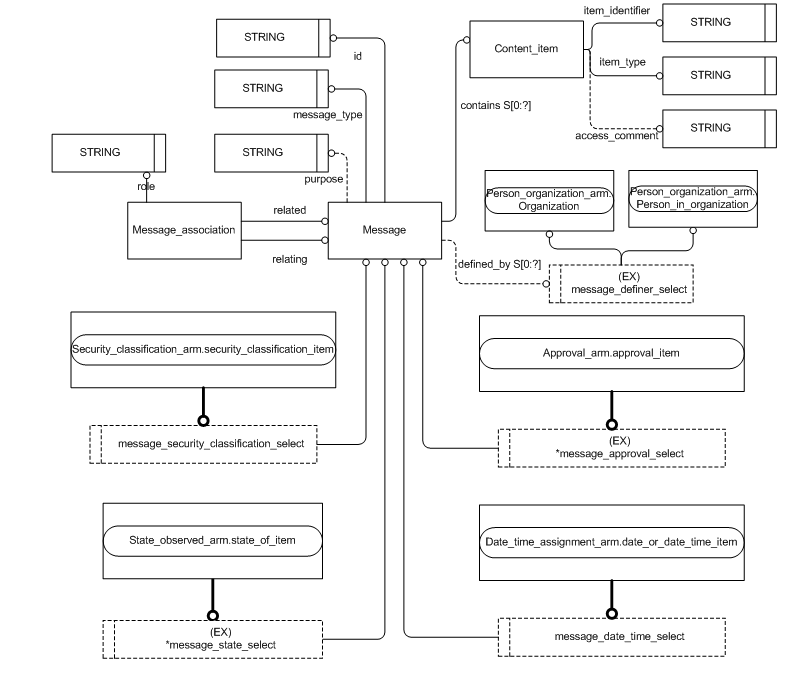 item_identifier
STRING
STRING
id
Content_item
item_type
STRING
STRING
message_type
contains S[0:?]
STRING
access_comment
STRING
STRING
purpose
role
Person_organization_arm.
Organization
Person_organization_arm.
Person_in_organization
Message_association
related
relating
Message
defined_by S[0:?]
(EX)
message_definer_select
Security_classification_arm.security_classification_item
Approval_arm.approval_item
message_security_classification_select
(EX)
*message_approval_select
State_observed_arm.state_of_item
Date_time_assignment_arm.date_or_date_time_item
(EX)
*message_state_select
message_date_time_select